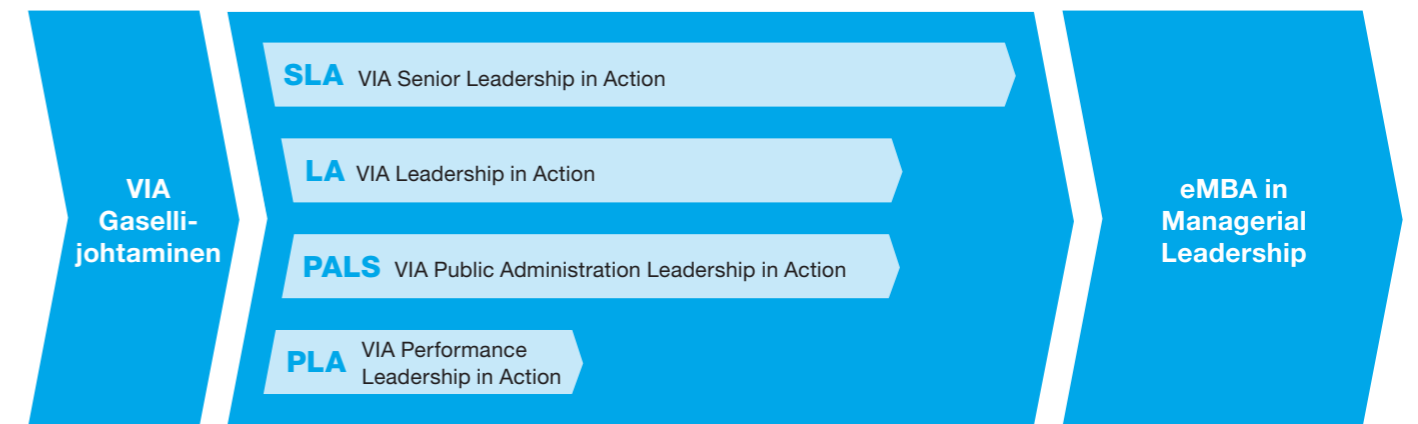 VIA
Gaselli-
johtaminen
SLA VIA Senior Leadership in Action
LA VIA Leadership in Action
PALS VIA Public Administration Leadership in Action
PLA VIA Performance
Leadership in Action
eMBA in
Managerial
Leadership